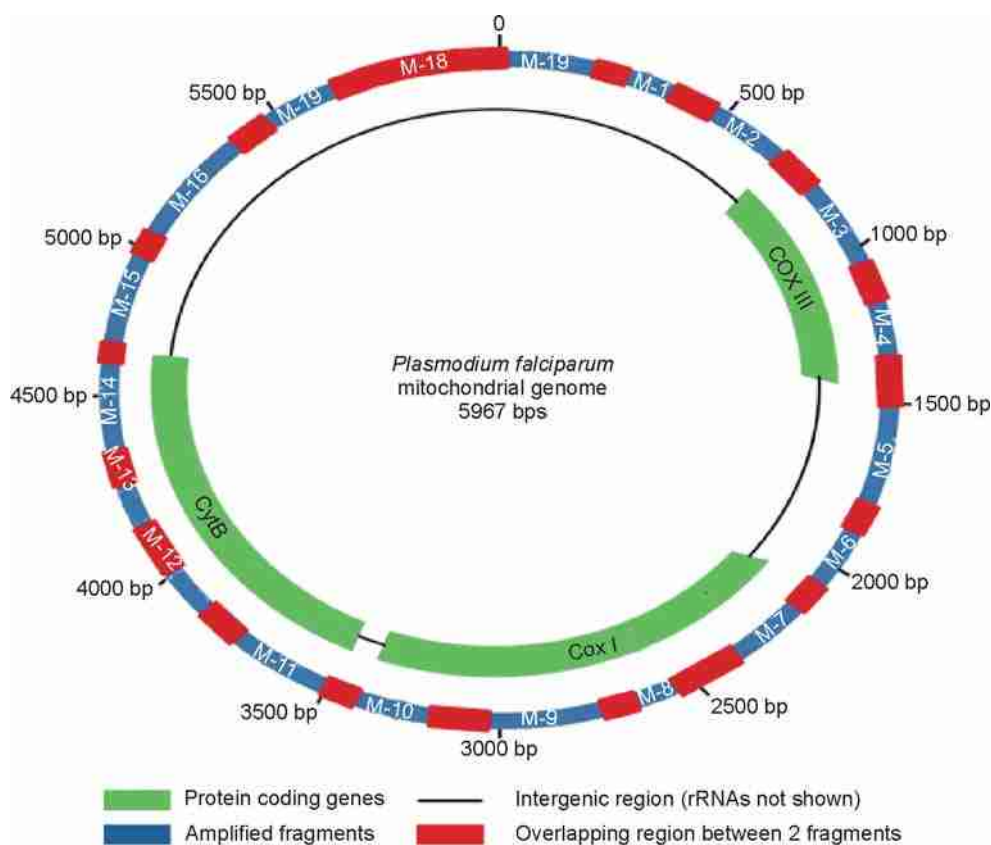 0
M-18
M-19
M-1
500 bp
M-2
M-3
1000 bp
M-4
1500 bp
M-5
M-6
2000 bp
M-7
2500 bp
M-8
M-9
3000 bp
M-10
3500 bp
M-11
4000 bp
M-12
M-13
4500 bp
M-14
M-15
5000 bp
M-16
5500 bp
M-19
COX III
Cox I
CytB
Plasmodium falciparum
mitochondrial genome
5967 bps
Protein coding genes
Intergenic region (rRNAs not shown)
Amplified fragments
Overlapping region between 2 fragments